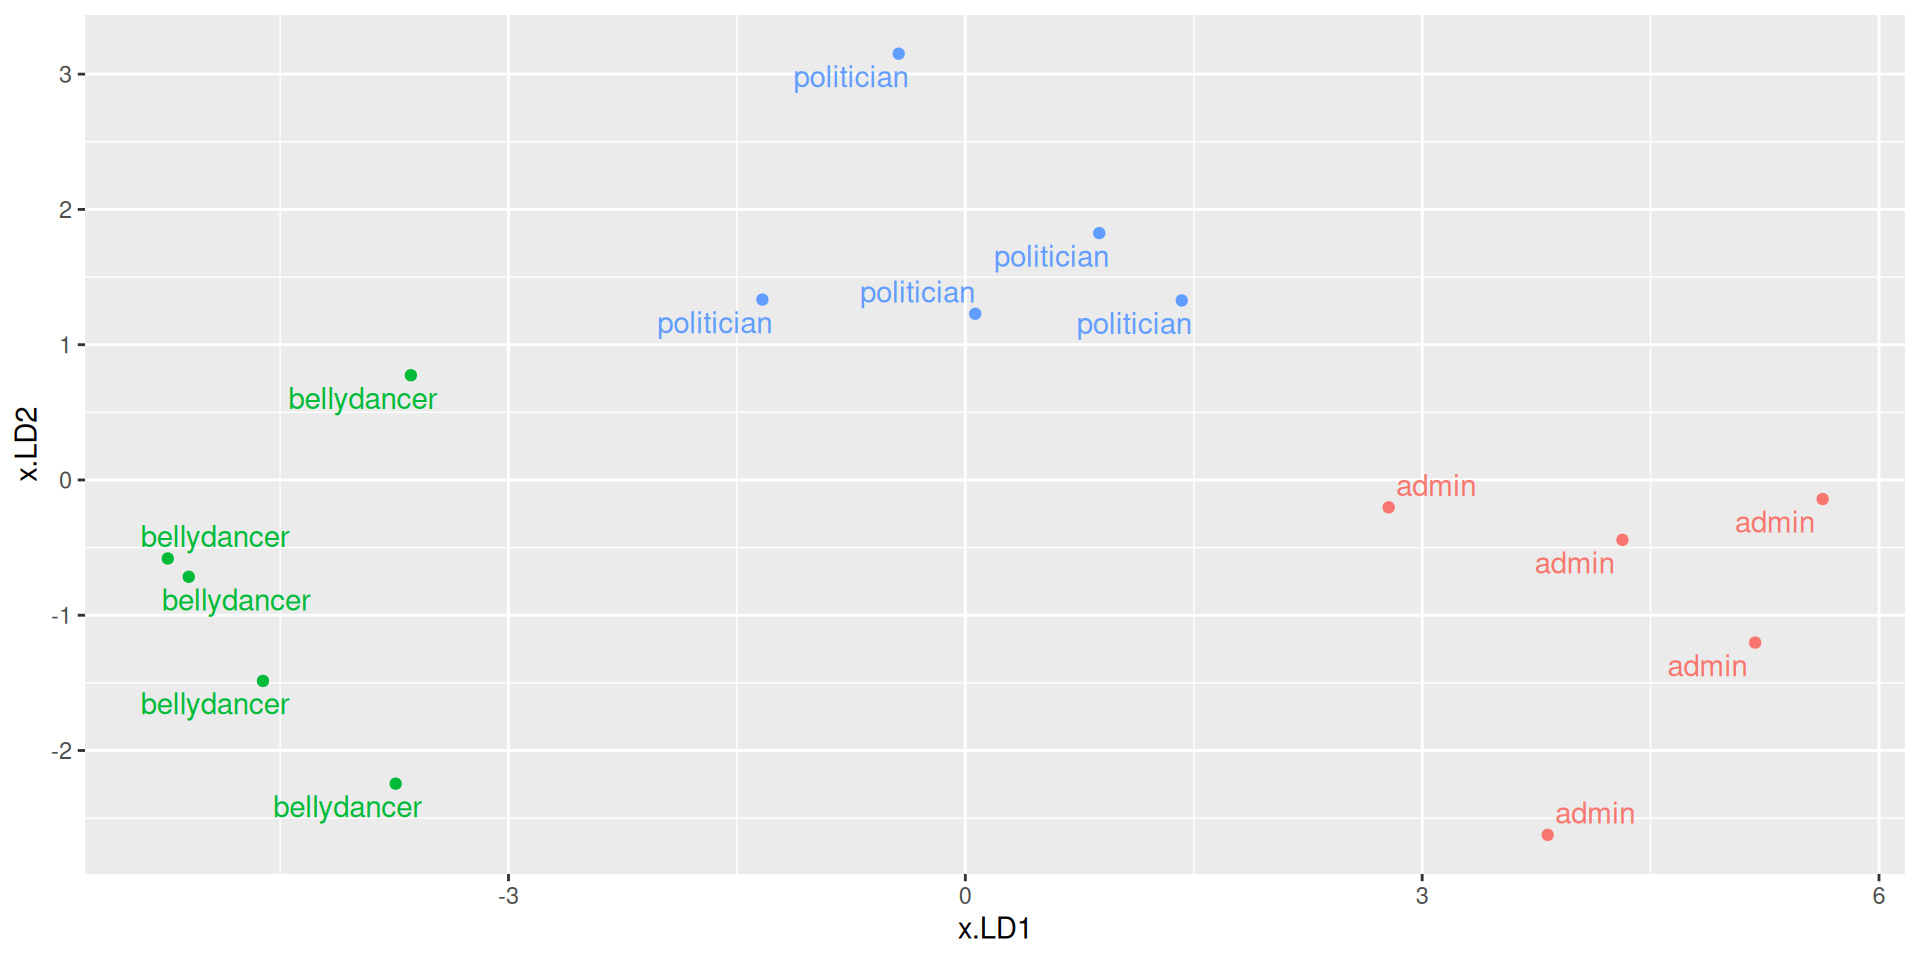 3
politician
2
politician
politician
politician
politician
1
bellydancer
x.LD2
0
admin
admin
bellydancer
admin
bellydancer
-1
admin
bellydancer
-2
bellydancer
admin
-3
0
3
6
x.LD1